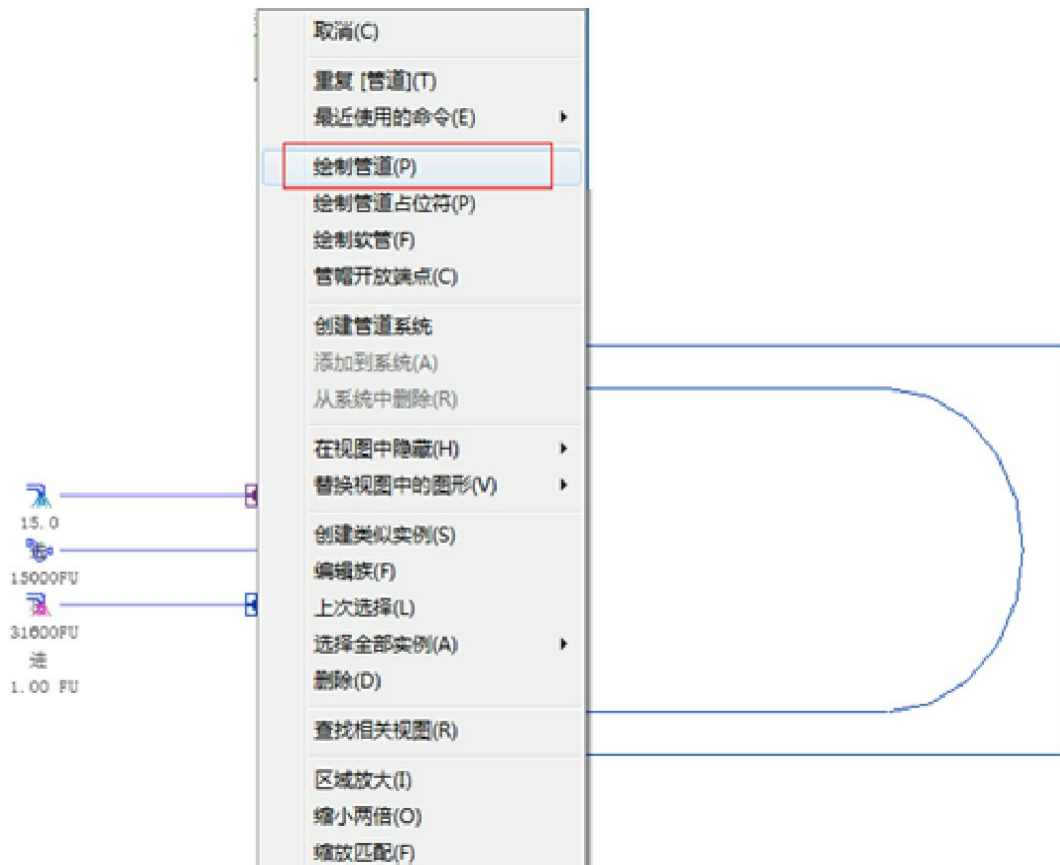 取消(C)
重复 [管道](T)
最近使用的命令(E)
绘制管道(P)
绘制管道占位符(P)
绘制软管(F)
管帽开放端点(C)
创建管道系统
添加到系统(A)
从系统中删除(R)
在视图中隐藏(H)
替换视图中的图形(V)
创建类似实例(S)
编辑族(F)
上次选择(L)
选择全部实例(A)
删除(D)
查找相关视图(R)
区域放大(I)
缩小两倍(O)
缩放匹配(F)
15.0
15000FU
31600FU
进
1.00 FU